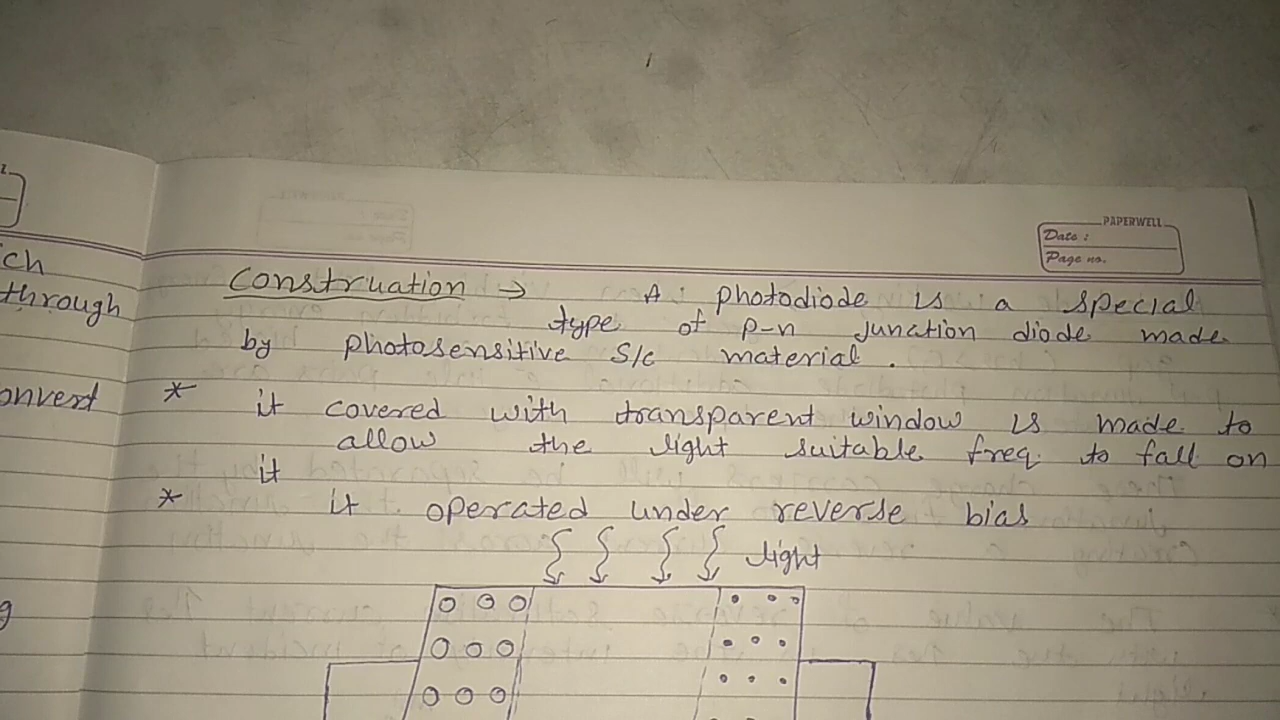 PAPERWELL
Date :
Page no.
ch
through
onvert
g
Construation → A photodiode is a special
type of p-n junation diode made
by photosensitive S/c material.
* it covered with transparent window is made to
allow the light suitable freq. to fall on
it
* it operated under reverse bias
light